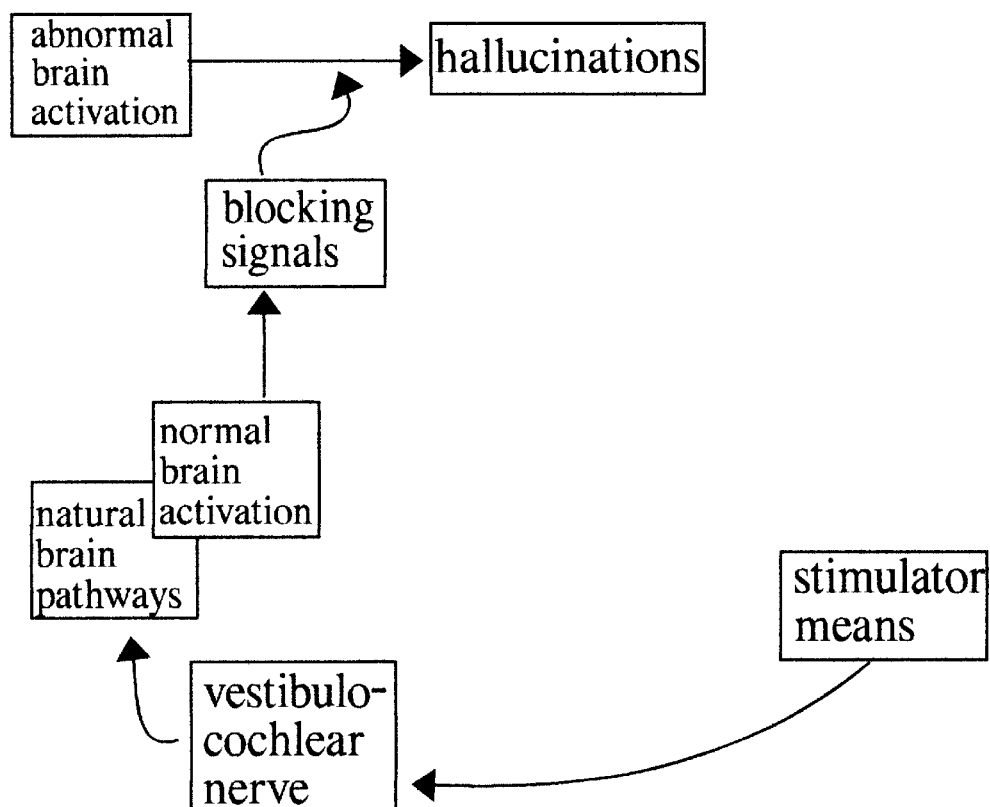 abnormal
brain
activation
hallucinations
blocking
signals
normal
brain
activation
natural
brain
pathways
stimulator
means
vestibulo-
cochlear
nerve